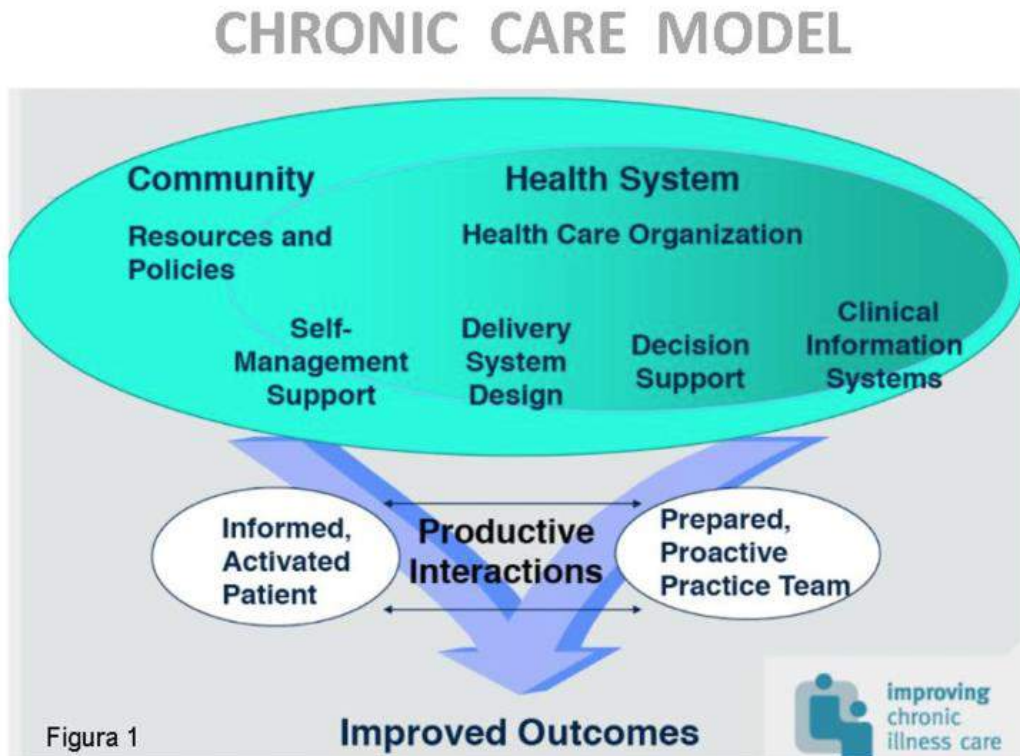 CHRONIC CARE MODEL
Community
Health System
Resources and
Policies
Health Care Organization
Self-
Management
Support
Delivery
System
Design
Decision
Support
Clinical
Information
Systems
Informed,
Activated
Patient
Productive
Interactions
Prepared,
Proactive
Practice Team
Improved Outcomes
Figura 1
improving
chronic
illness care